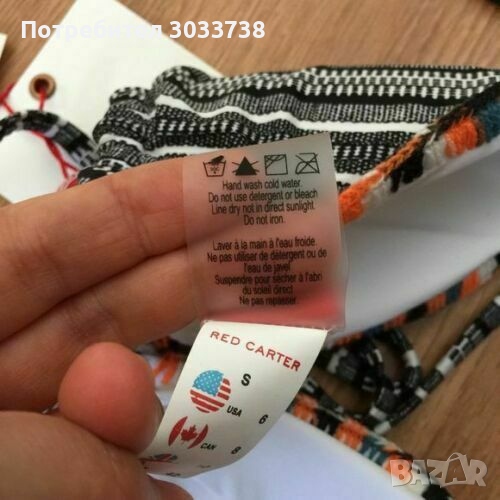 Потребител 3033738
Hand wash cold water.
Do not use detergent or bleach
Line dry not in direct sunlight.
Do not iron.
Laver à la main à l'eau froide.
Ne pas utiliser de détergent ou de
l'eau de javel
Suspendre pour sécher à l'abri
du soleil direct
Ne pas repasser.
RED CARTER
S
USA 6
CAN 8
BAZAR